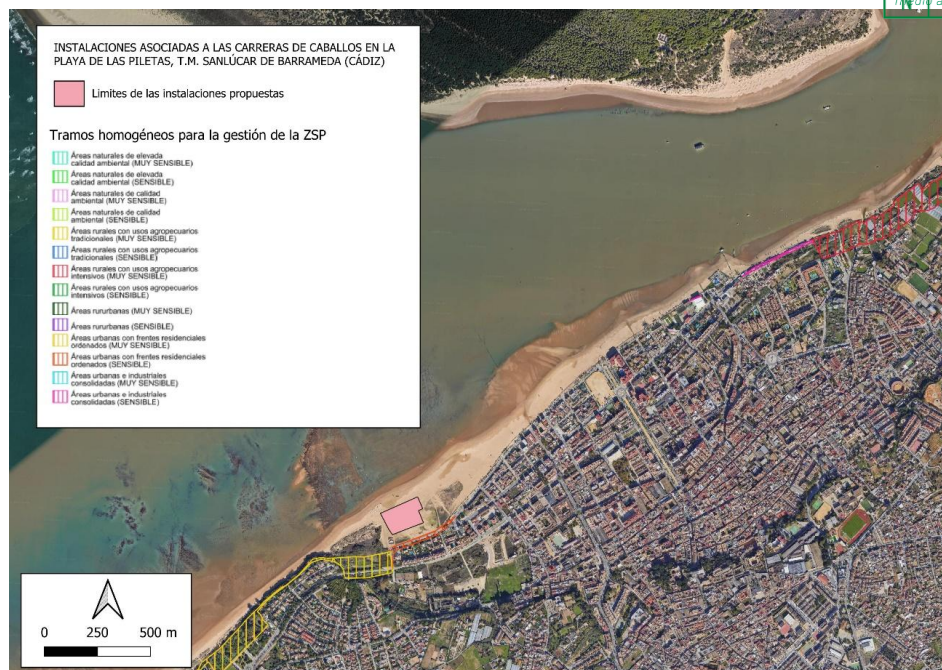 medio a
N
INSTALACIONES ASOCIADAS A LAS CARRERAS DE CABALLOS EN LA
PLAYA DE LAS PILETAS, T.M. SANLÚCAR DE BARRAMEDA (CÁDIZ)
Limites de las instalaciones propuestas
Tramos homogéneos para la gestión de la ZSP
Áreas naturales de elevada
calidad ambiental (MUY SENSIBLE)
Áreas naturales de elevada
calidad ambiental (SENSIBLE)
Áreas naturales de calidad
ambiental (MUY SENSIBLE)
Áreas naturales de calidad
ambiental (SENSIBLE)
Áreas rurales con usos agropecuarios
tradicionales (MUY SENSIBLE)
Áreas rurales con usos agropecuarios
tradicionales (SENSIBLE)
Áreas rurales con usos agropecuarios
intensivos (MUY SENSIBLE)
Áreas rurales con usos agropecuarios
intensivos (SENSIBLE)
Áreas rururbanas (MUY SENSIBLE)
Áreas rururbanas (SENSIBLE)
Áreas urbanas con frentes residenciales
ordenados (MUY SENSIBLE)
Áreas urbanas con frentes residenciales
ordenados (SENSIBLE)
Áreas urbanas e industriales
consolidadas (MUY SENSIBLE)
Áreas urbanas e industriales
consolidadas (SENSIBLE)
0 250 500 m